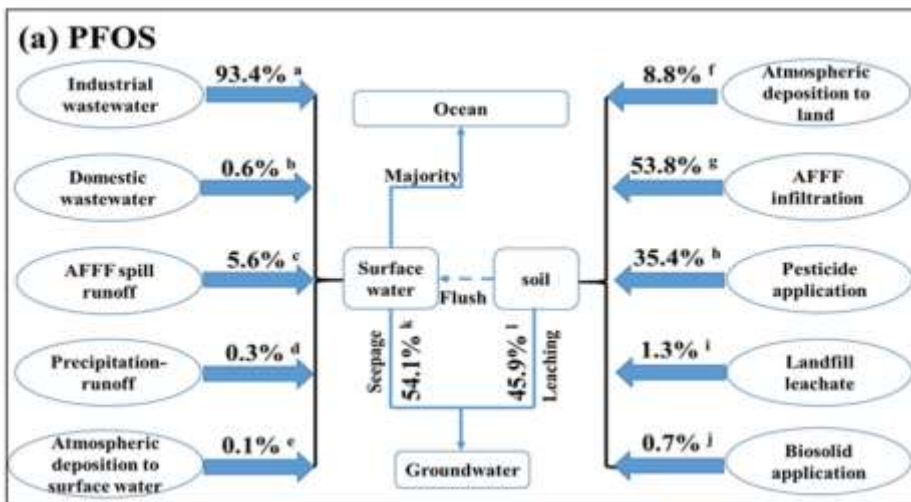 (a) PFOS
Industrial
wastewater
93.4% a
Domestic
wastewater
0.6% b
AFFF spill
runoff
5.6% c
Precipitation-
runoff
0.3% d
Atmospheric
deposition to
surface water
0.1% e
Ocean
Majority
Surface
water
Flush
soil
Seepage
54.1% k
45.9% l
Leaching
Groundwater
8.8% f
Atmospheric
deposition to
land
53.8% g
AFFF
infiltration
35.4% h
Pesticide
application
1.3% i
Landfill
leachate
0.7% j
Biosolid
application